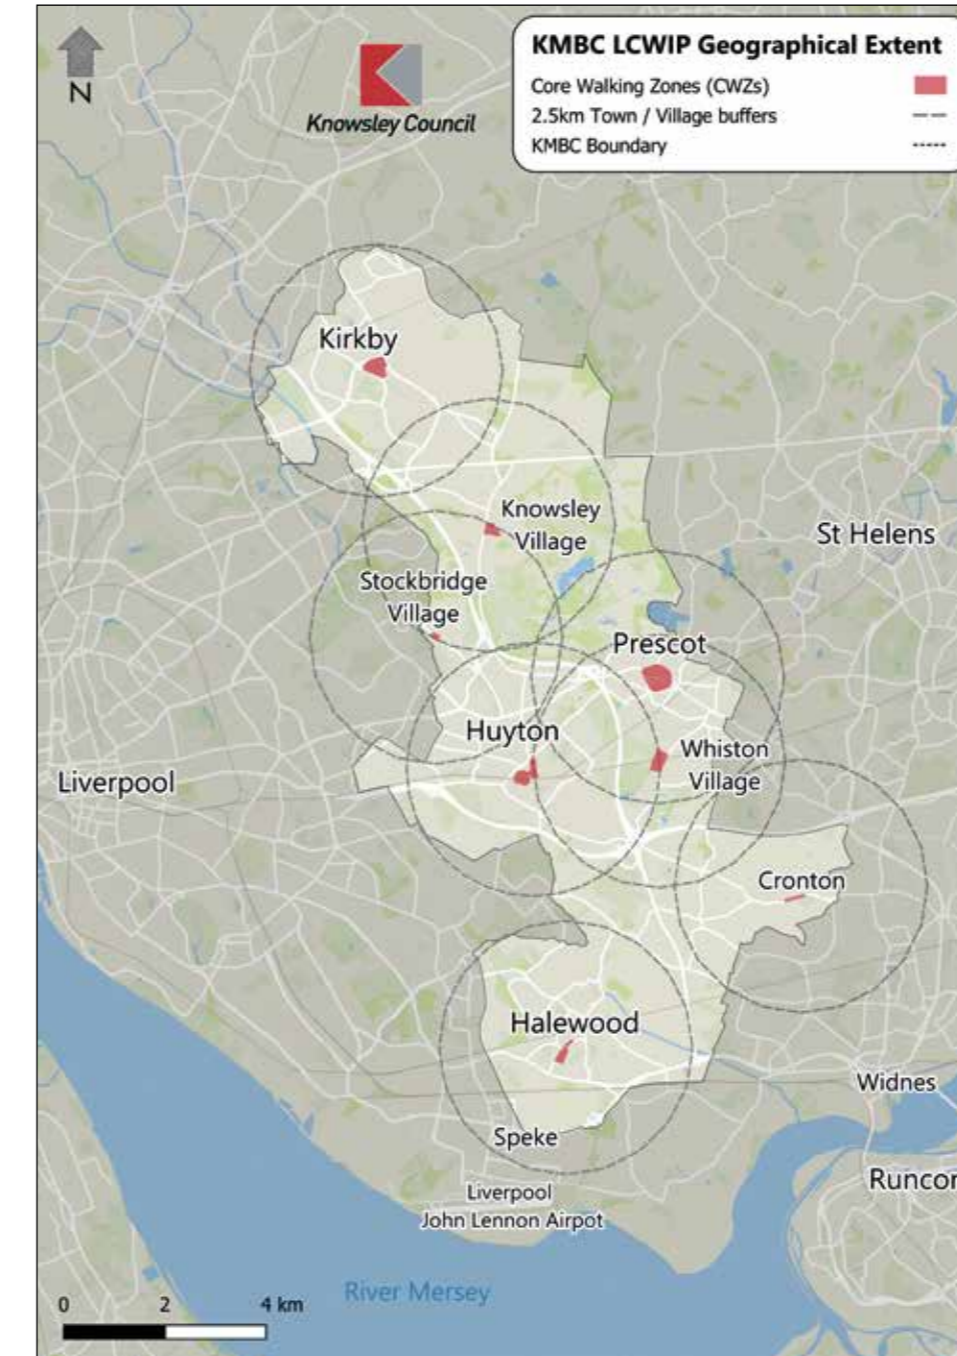 KMBC LCWIP Geographical Extent
Core Walking Zones (CWZs)
2.5km Town / Village buffers
KMBC Boundary
N
Knowsley Council
Kirkby
Knowsley
Village
St Helens
Stockbridge
Village
Prescot
Huyton
Whiston
Village
Liverpool
Cronton
Halewood
Widnes
Speke
Runcor
Liverpool
John Lennon Airpot
River Mersey
0 2 4 km